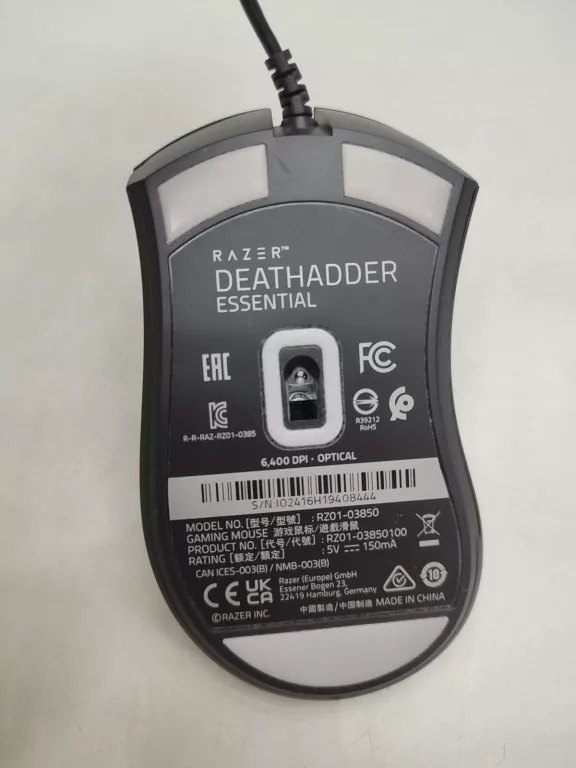 RAZER™
DEATHADDER
ESSENTIAL
EAC
FC
R-R-RAZ-RZ01-0385
R39212
RoHS
6,400 DPI · OPTICAL
S/N:IO2416H19408444
MODEL NO.[型号/型號] : RZ01-03850
GAMING MOUSE 游戏鼠标/遊戲滑鼠
PRODUCT NO. [代号/代號] : RZ01-03850100
RATING [额定/額定] : 5V ⎓ 150mA
CAN ICES-003(B) / NMB-003(B)
CE UKCA Razer (Europe) GmbH
Essener Bogen 23,
22419 Hamburg, Germany
10
©RAZER INC. 中國製造/中国制造 MADE IN CHINA